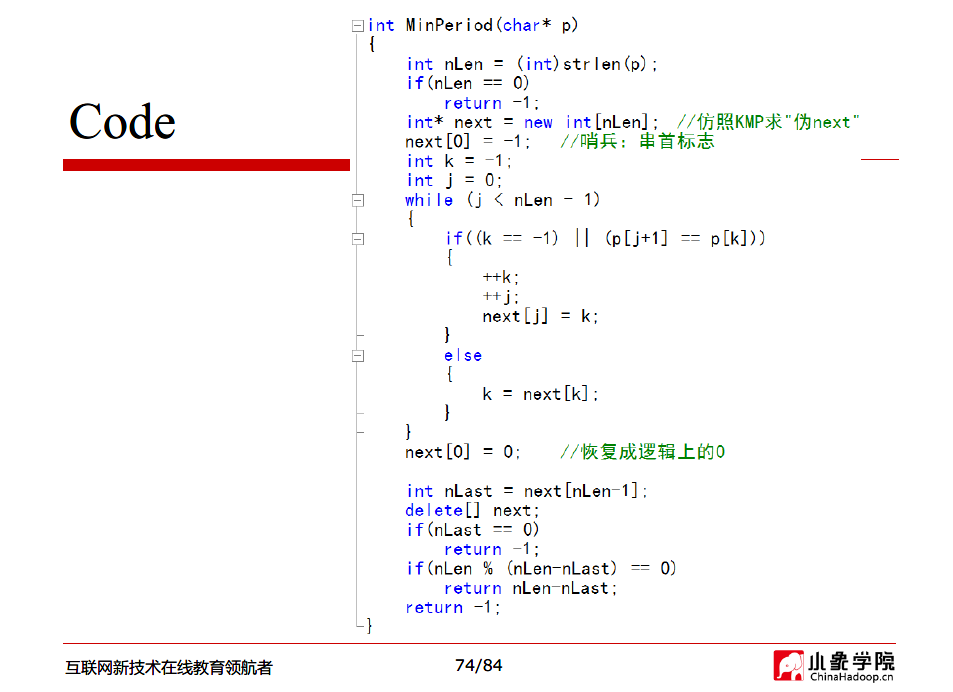 Code
int MinPeriod(char* p)
{
int nLen = (int)strlen(p);
if(nLen == 0)
return -1;
int* next = new int[nLen]; //仿照KMP求"伪next"
next[0] = -1; //哨兵：串首标志
int k = -1;
int j = 0;
while (j < nLen - 1)
{
if((k == -1) || (p[j+1] == p[k]))
{
++k;
++j;
next[j] = k;
}
else
{
k = next[k];
}
}
next[0] = 0; //恢复成逻辑上的0
int nLast = next[nLen-1];
delete[] next;
if(nLast == 0)
return -1;
if(nLen % (nLen-nLast) == 0)
return nLen-nLast;
return -1;
}
互联网新技术在线教育领航者
74/84
小象学院
ChinaHadoop.cn